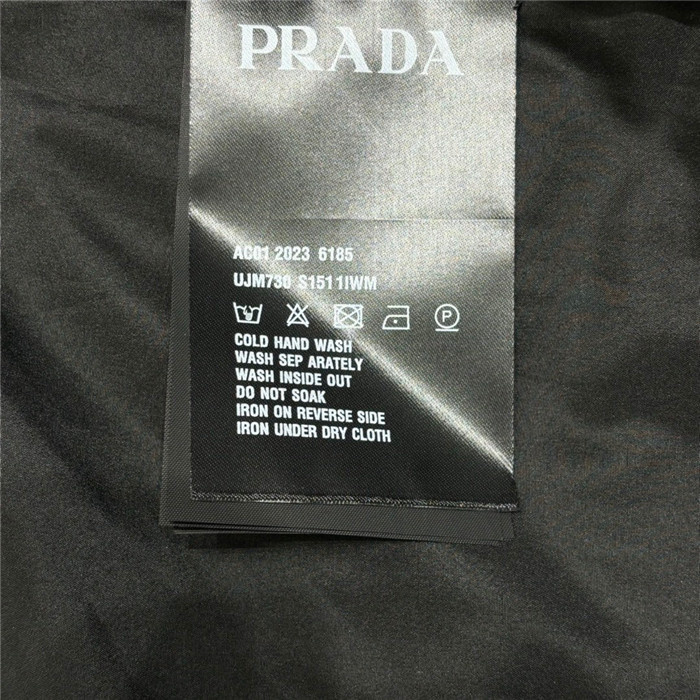 PRADA
AC01 2023 6185
UJM730 S151 1IWM
P
COLD HAND WASH
WASH SEP ARATELY
WASH INSIDE OUT
DO NOT SOAK
IRON ON REVERSE SIDE
IRON UNDER DRY CLOTH